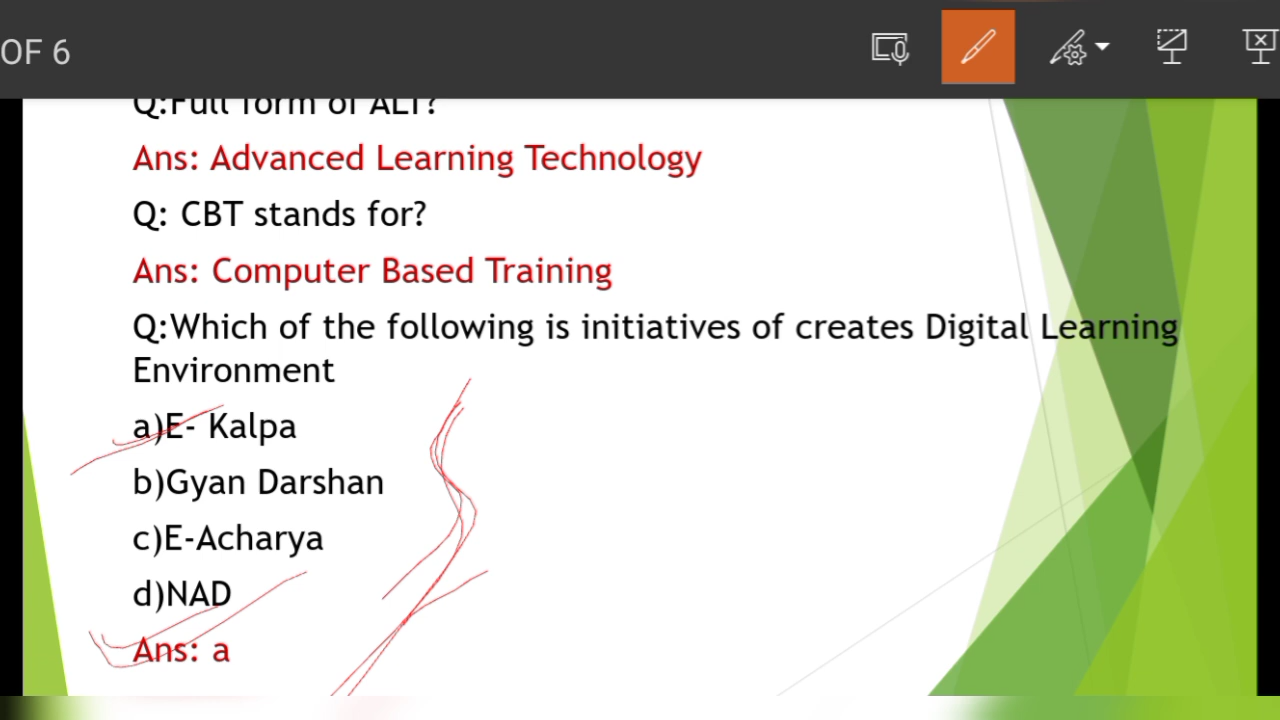 OF 6
Q:Full form of ALT?
Ans: Advanced Learning Technology
Q: CBT stands for?
Ans: Computer Based Training
Q:Which of the following is initiatives of creates Digital Learning
Environment
a)E- Kalpa
b)Gyan Darshan
c)E-Acharya
d)NAD
Ans: a